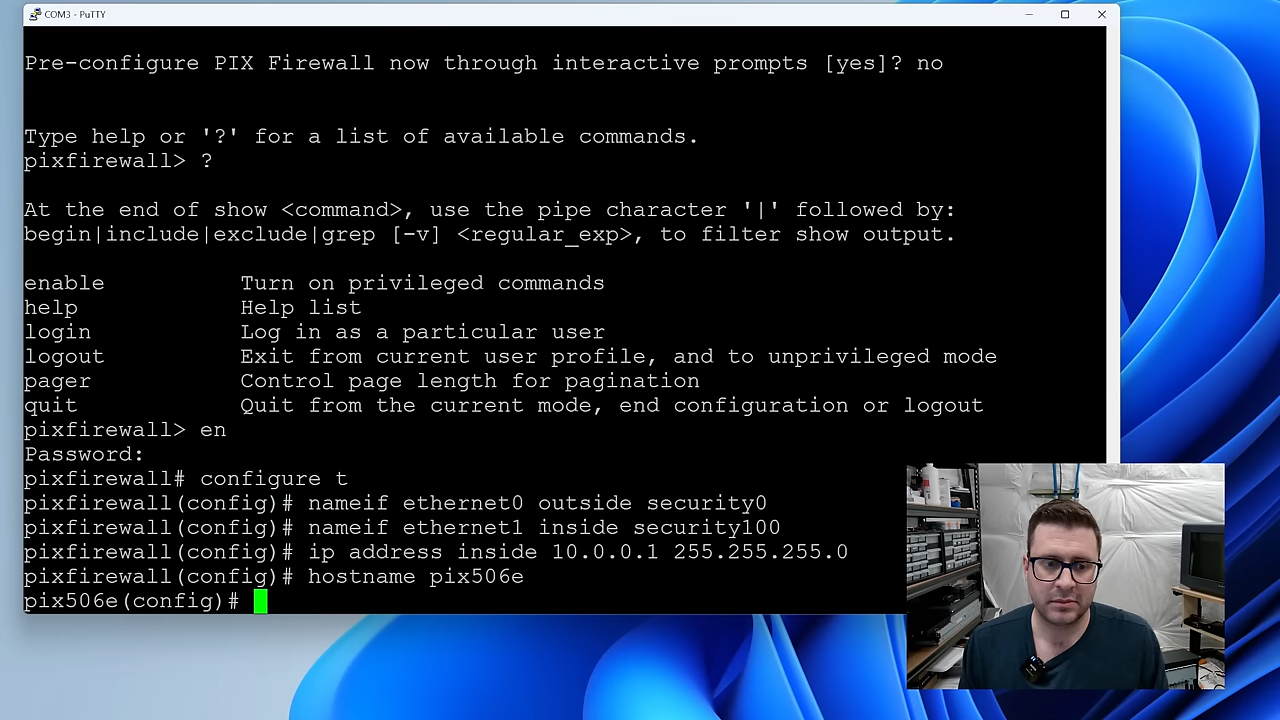 COM3 - PuTTY
Pre-configure PIX Firewall now through interactive prompts [yes]? no
Type help or '?' for a list of available commands.
pixfirewall> ?
At the end of show <command>, use the pipe character '|' followed by:
begin|include|exclude|grep [-v] <regular_exp>, to filter show output.
enable          Turn on privileged commands
help            Help list
login           Log in as a particular user
logout          Exit from current user profile, and to unprivileged mode
pager           Control page length for pagination
quit            Quit from the current mode, end configuration or logout
pixfirewall> en
Password:
pixfirewall# configure t
pixfirewall(config)# nameif ethernet0 outside security0
pixfirewall(config)# nameif ethernet1 inside security100
pixfirewall(config)# ip address inside 10.0.0.1 255.255.255.0
pixfirewall(config)# hostname pix506e
pix506e(config)#